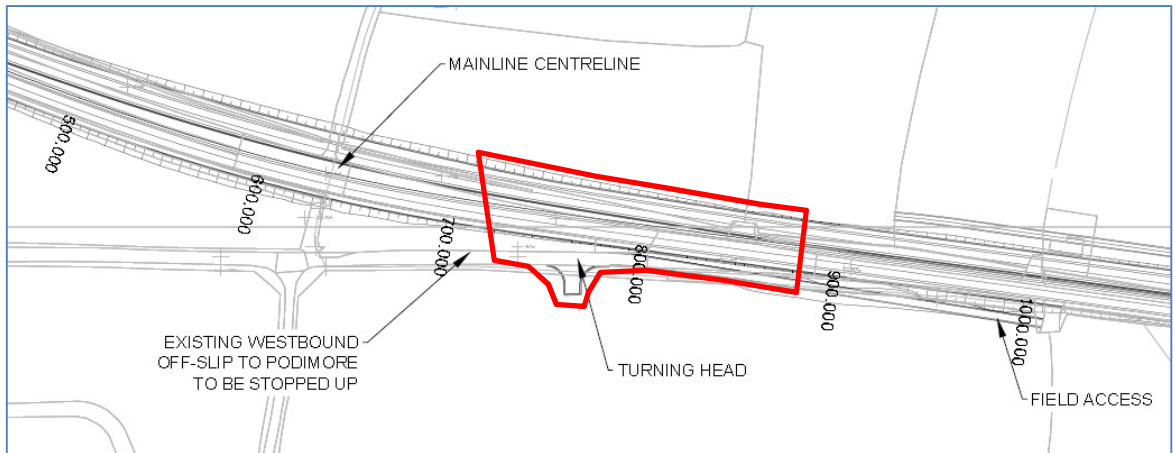 MAINLINE CENTRELINE
500.000
600.000
700.000
800.000
900.000
1000.000
EXISTING WESTBOUND
OFF-SLIP TO PODIMORE
TO BE STOPPED UP
TURNING HEAD
FIELD ACCESS